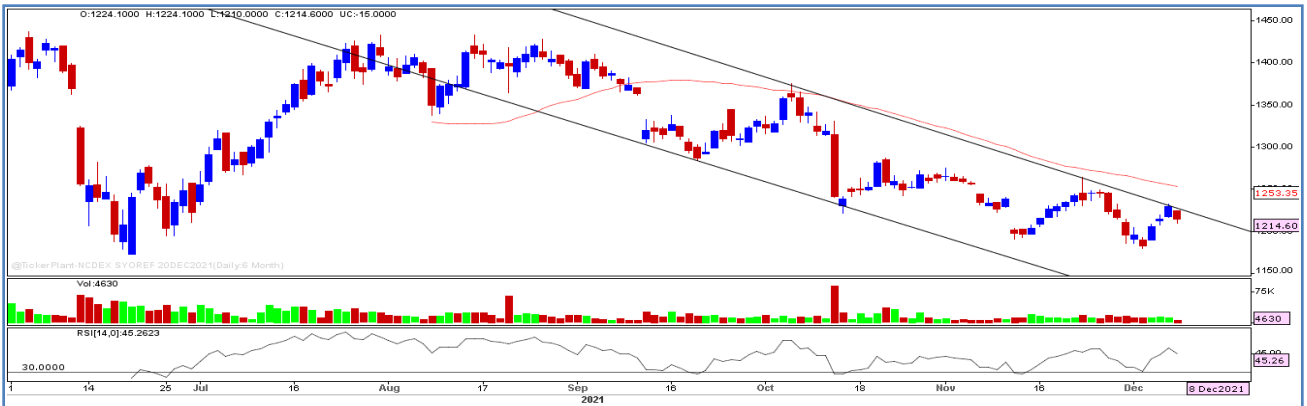 O:1224.1000 H:1224.1000 L:1210.0000 C:1214.6000 UC:-15.0000
1450.00
1400.00
1350.00
1300.00
1253.35
1214.60
1150.00
@TickerPlant-NCDEX SYOREF 20DEC2021(Daily:6 Month)
Vol:4630
75K
4630
RSI[14,0]:45.2623
45.26
30.0000
1 14 25 Jul 16 Aug 17 Sep 16 Oct 18 Nov 16 Dec 8 Dec2021
2021